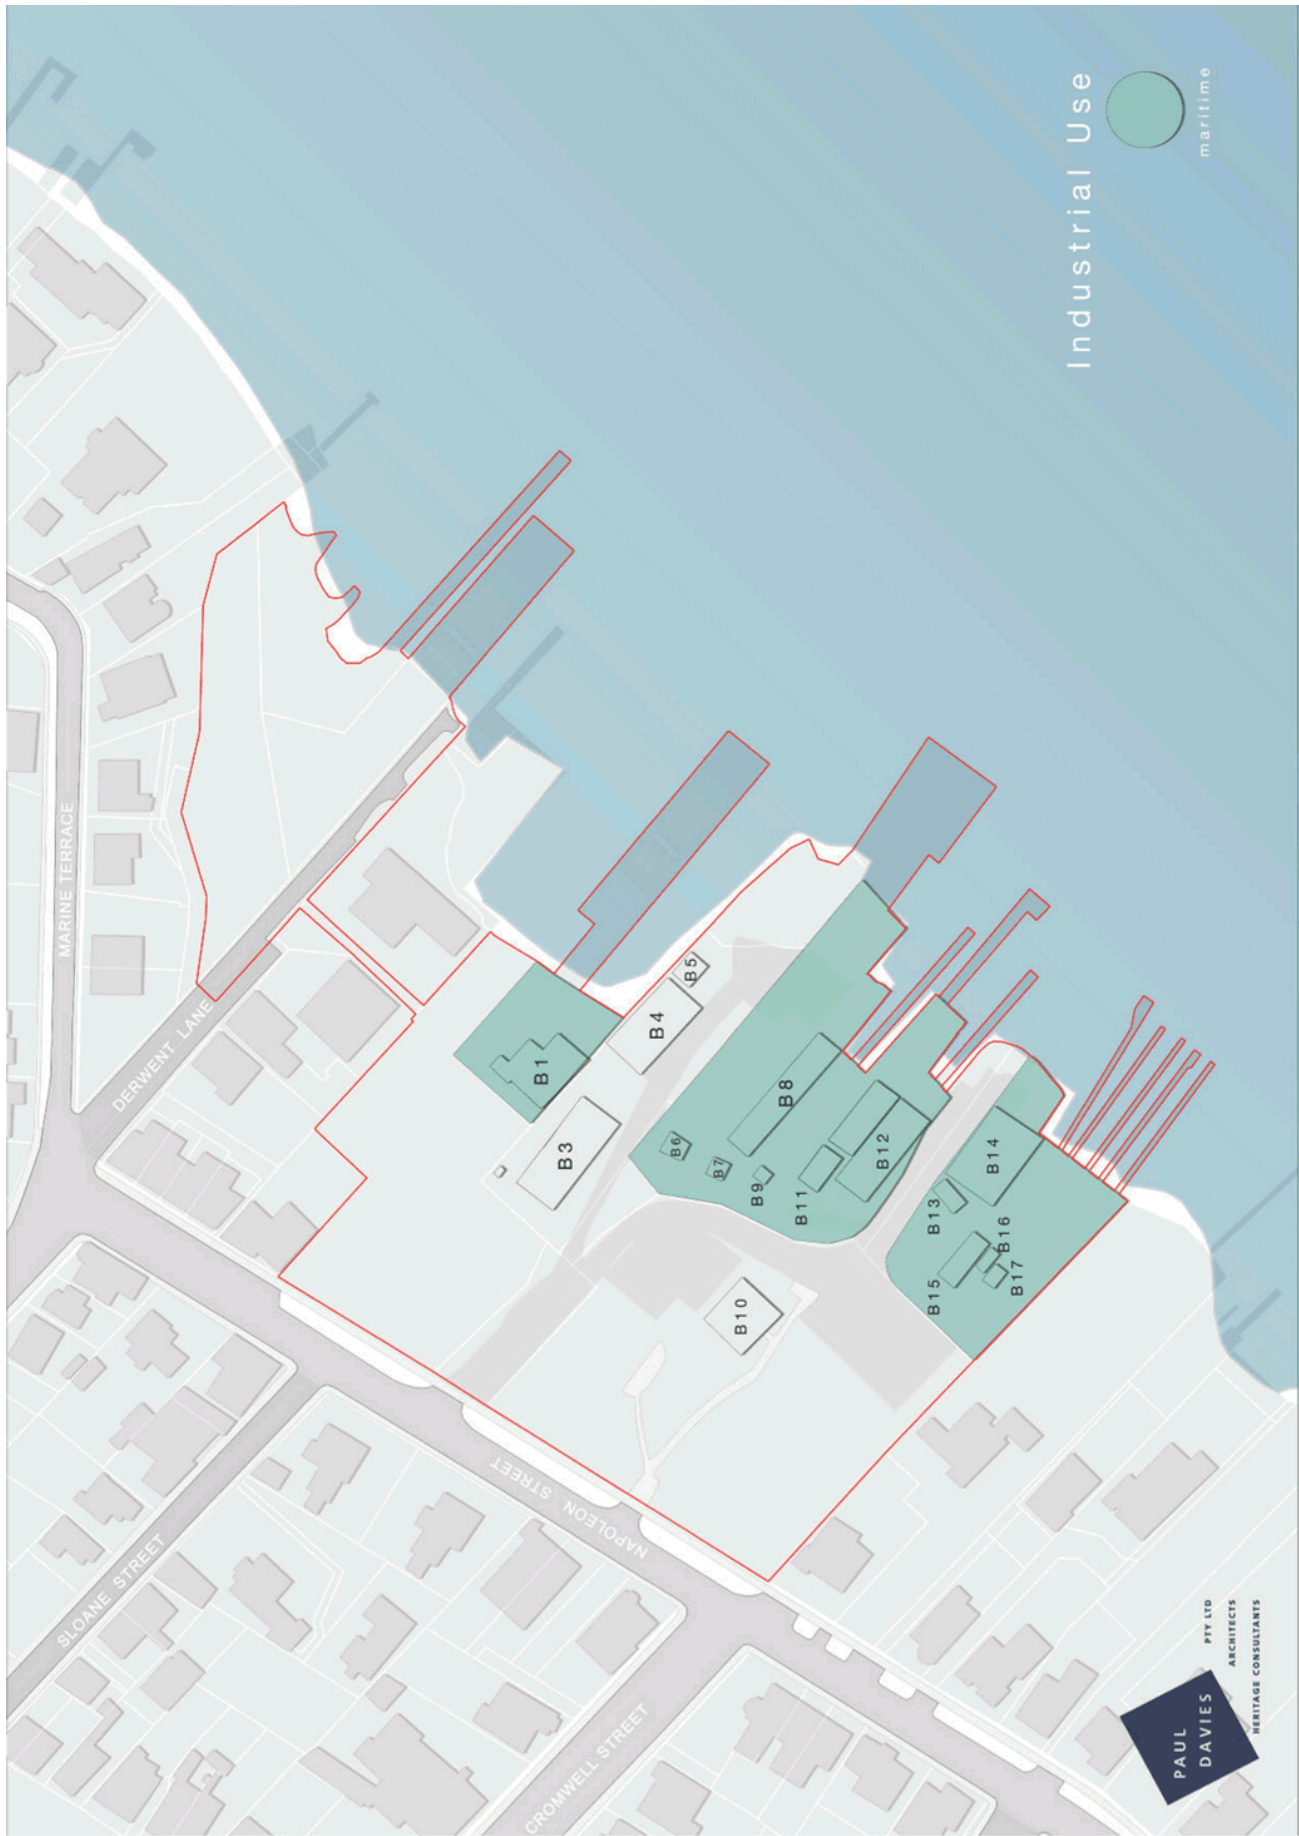 Industrial Use
maritime
MARINE TERRACE
DERWENT LANE
SLOANE STREET
NAPOLEON STREET
CROMWELL STREET
B1
B3
B4
B5
B6
B7
B8
B9
B10
B11
B12
B13
B14
B15
B16
B17
PAUL
DAVIES
PTY LTD
ARCHITECTS
HERITAGE CONSULTANTS